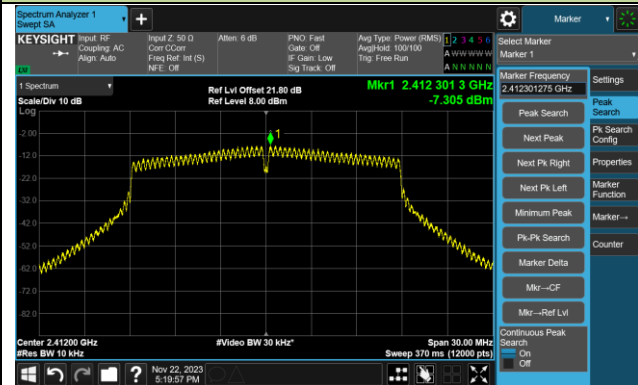 Spectrum Analyzer 1
Swept SA
+
Marker
KEYSIGHT
Input: RF
Coupling: AC
Align: Auto
Input Z: 50 Ω
Corr CCorr
Freq Ref: Int (S)
NFE: Off
Atten: 6 dB
PNO: Fast
Gate: Off
IF Gain: Low
Sig Track: Off
Avg Type: Power (RMS)
Avg|Hold: 100/100
Trig: Free Run
1 2 3 4 5 6
A W W W W W
A N N N N N
LXI
Select Marker
Marker 1
1 Spectrum
Scale/Div 10 dB
Log
Ref Lvl Offset 21.80 dB
Ref Level 8.00 dBm
Mkr1 2.412 301 3 GHz
-7.305 dBm
Marker Frequency
2.412301275 GHz
Settings
Peak Search
Next Peak
Next Pk Right
Next Pk Left
Minimum Peak
Pk-Pk Search
Marker Delta
Mkr→CF
Mkr→Ref Lvl
Continuous Peak
Search
On
Off
Peak
Search
Pk Search
Config
Properties
Marker
Function
Marker→
Counter
1
-2.00
-12.0
-22.0
-32.0
-42.0
-52.0
-62.0
-72.0
-82.0
Center 2.41200 GHz
#Res BW 10 kHz
#Video BW 30 kHz*
Span 30.00 MHz
Sweep 370 ms (12000 pts)
?
Nov 22, 2023
5:19:57 PM